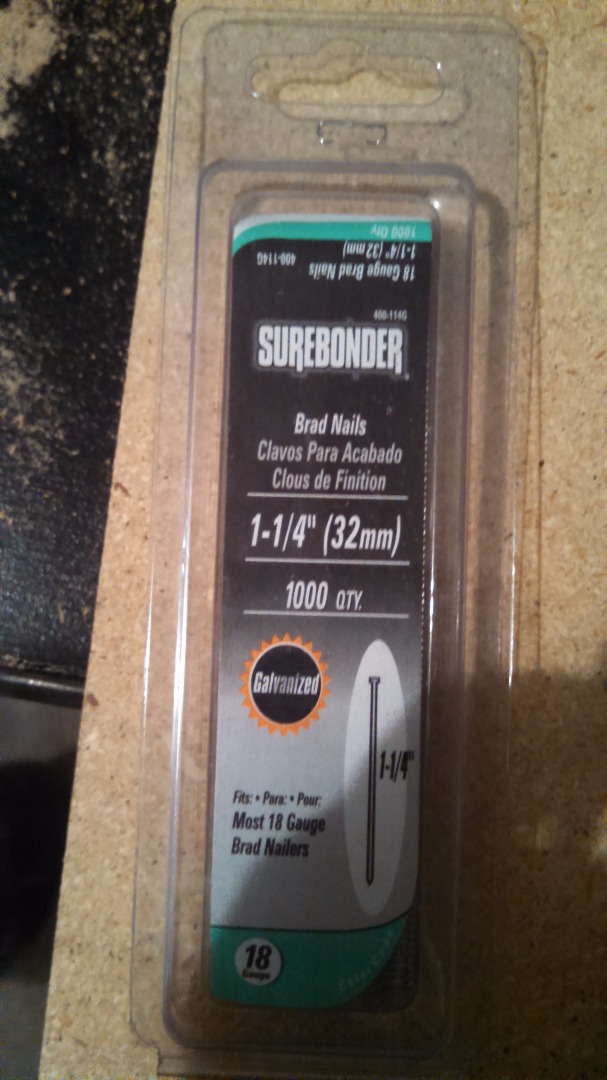 1000 Qty
1-1/4" (32mm)
18 Gauge Brad Nails 400-114G
400-114G
SUREBONDER®
Brad Nails
Clavos Para Acabado
Clous de Finition
1-1/4" (32mm)
1000 QTY.
Galvanized
1-1/4"
Fits: • Para: • Pour:
Most 18 Gauge
Brad Nailers
18
Gauge